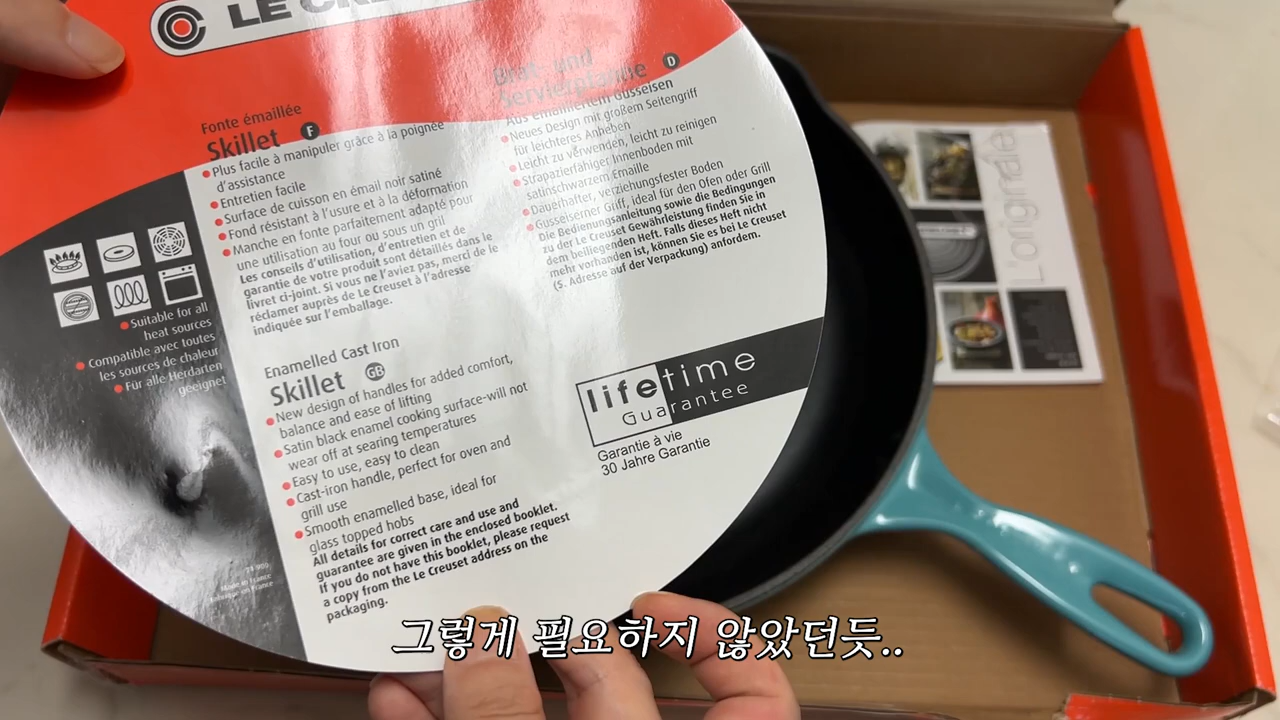 LE CRE
Fonte émaillée
Skillet F
Plus facile à manipuler grâce à la poignée
d'assistance
Entretien facile
Surface de cuisson en émail noir satiné
Fond résistant à l'usure et à la déformation
Manche en fonte parfaitement adapté pour
une utilisation au four ou sous un gril
Les conseils d'utilisation, d'entretien et de
garantie de votre produit sont détaillés dans le
livret ci-joint. Si vous ne l'aviez pas, merci de le
réclamer auprès de Le Creuset à l'adresse
indiquée sur l'emballage.
Brat- und
Servierpfanne D
Aus emailliertem Gusseisen
Neues Design mit großem Seitengriff
für leichteres Anheben
Leicht zu verwenden, leicht zu reinigen
Strapazierfähiger Innenboden mit
satinschwarzem Emaille
Dauerhafter, verziehungsfester Boden
Gusseiserner Griff, ideal für den Ofen oder Grill
Die Bedienungsanleitung sowie die Bedingungen
zu der Le Creuset Gewährleistung finden Sie in
dem beiliegenden Heft. Falls dieses Heft nicht
mehr vorhanden ist, können Sie es bei Le Creuset
(s. Adresse auf der Verpackung) anfordern.
Suitable for all
heat sources
Compatible avec toutes
les sources de chaleur
Für alle Herdarten
geeignet
Enamelled Cast Iron
Skillet GB
New design of handles for added comfort,
balance and ease of lifting
Satin black enamel cooking surface-will not
wear off at searing temperatures
Easy to use, easy to clean
Cast-iron handle, perfect for oven and
grill use
Smooth enamelled base, ideal for
glass topped hobs
All details for correct care and use and
guarantee are given in the enclosed booklet.
If you do not have this booklet, please request
a copy from the Le Creuset address on the
packaging.
lifetime
Guarantee
Garantie à vie
30 Jahre Garantie
Made in France
L'originale
그렇게 필요하지 않았던듯..